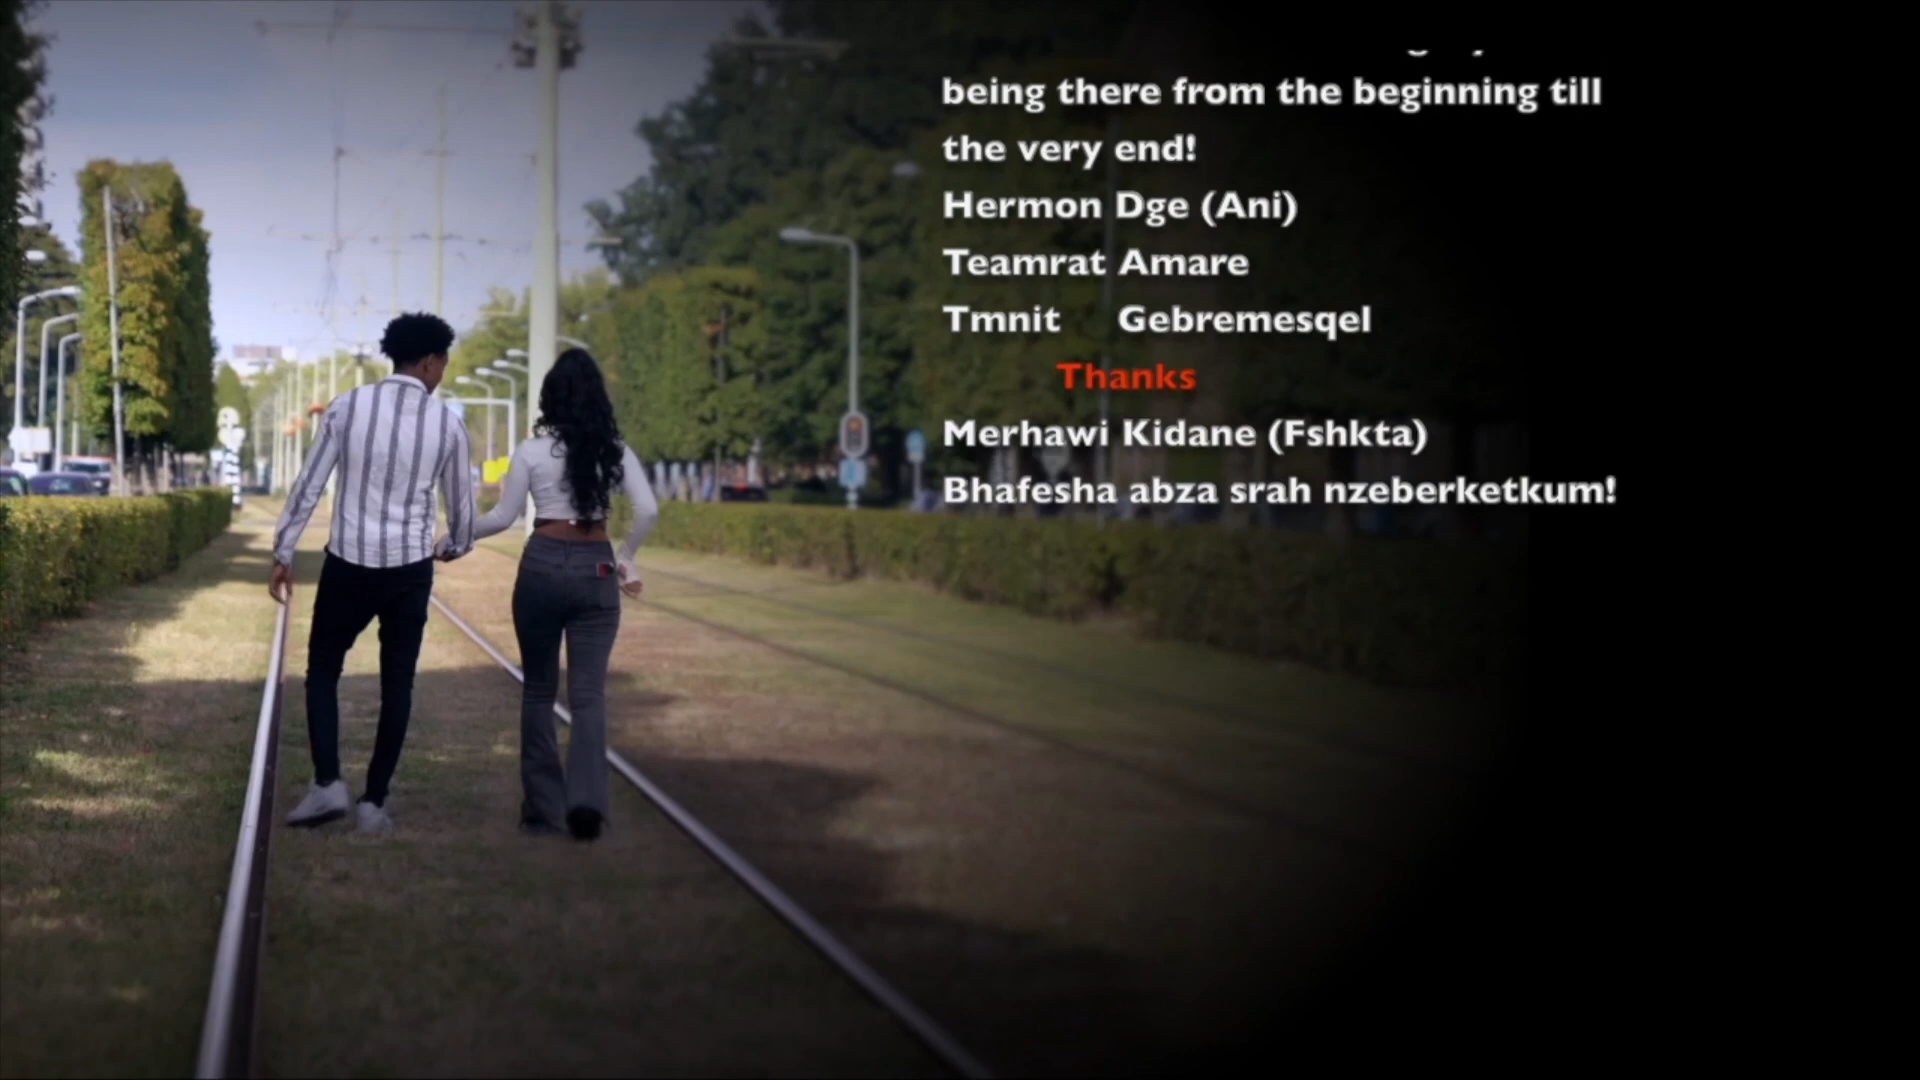 being there from the beginning till
the very end!
Hermon Dge (Ani)
Teamrat Amare
Tmnit Gebremesqel
Thanks
Merhawi Kidane (Fshkta)
Bhafesha abza srah nzeberketkum!